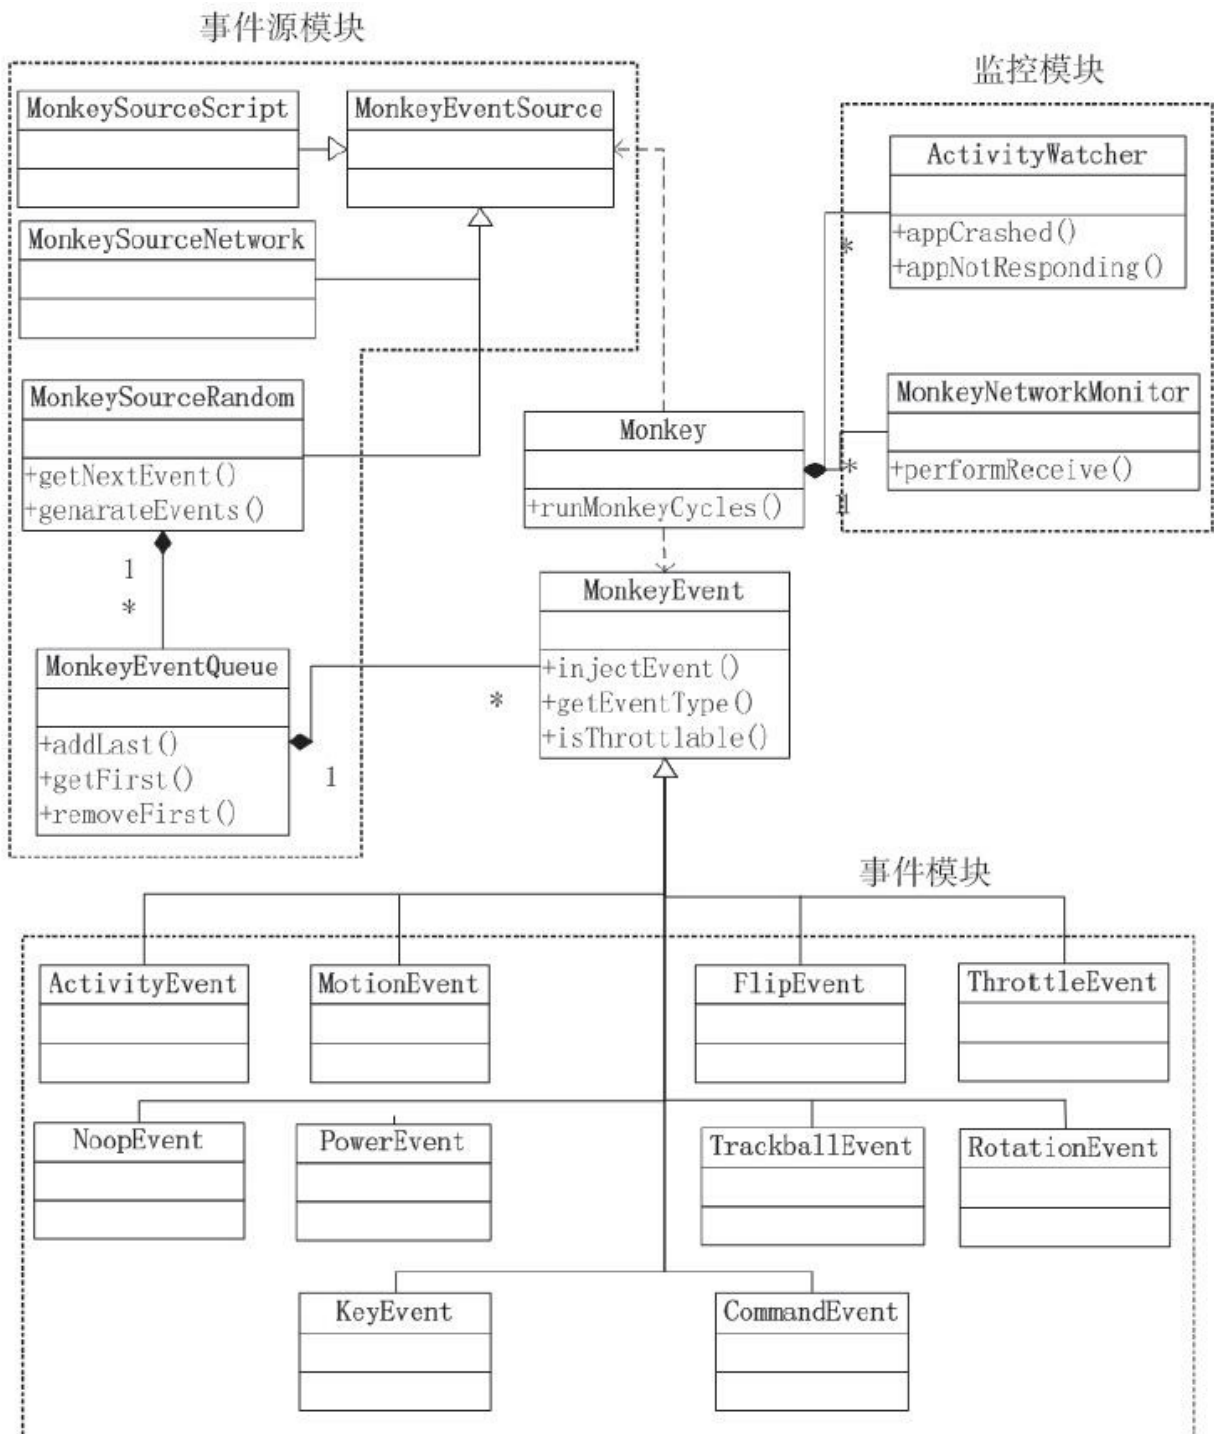 事件源模块
监控模块
MonkeySourceScript
MonkeyEventSource
ActivityWatcher
+appCrashed()
+appNotResponding()
*
MonkeySourceNetwork
MonkeySourceRandom
+getNextEvent()
+genarateEvents()
Monkey
+runMonkeyCycles()
MonkeyNetworkMonitor
+performReceive()
*
1
1
1
*
MonkeyEvent
+injectEvent()
+getEventType()
+isThrottlable()
MonkeyEventQueue
+addLast()
+getFirst()
+removeFirst()
*
1
事件模块
ActivityEvent
MotionEvent
FlipEvent
ThrottleEvent
NoopEvent
PowerEvent
TrackballEvent
RotationEvent
KeyEvent
CommandEvent